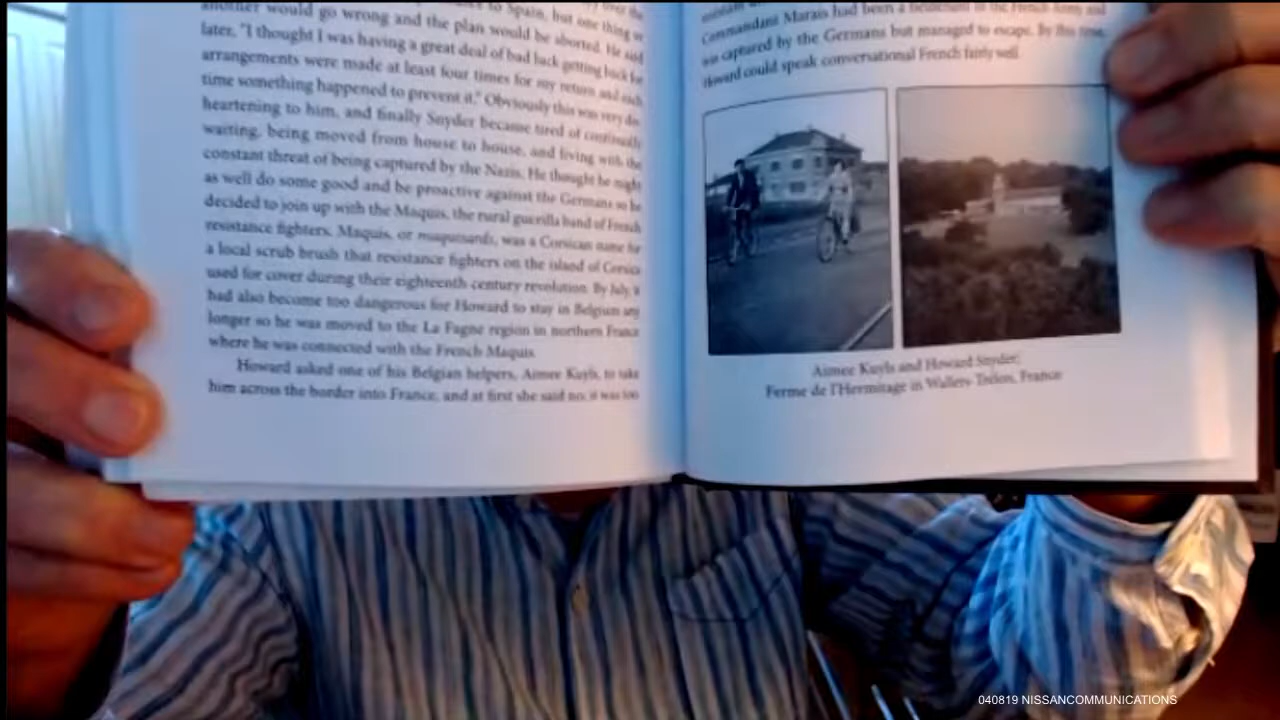 another would go wrong and the plan would be aborted. He said
later, "I thought I was having a great deal of bad luck getting back for
arrangements were made at least four times for my return and each
time something happened to prevent it." Obviously this was very dis-
heartening to him, and finally Snyder became tired of continually
waiting, being moved from house to house, and living with the
constant threat of being captured by the Nazis. He thought he might
as well do some good and be proactive against the Germans so he
decided to join up with the Maquis, the rural guerilla band of French
resistance fighters. Maquis, or maquisards, was a Corsican name for
a local scrub brush that resistance fighters on the island of Corsica
used for cover during their eighteenth century revolution. By July, it
had also become too dangerous for Howard to stay in Belgium any
longer so he was moved to the La Fagne region in northern France
where he was connected with the French Maquis.
Howard asked one of his Belgian helpers, Aimee Kuyls, to take
him across the border into France, and at first she said no, it was too
Commandant Marais had been a lieutenant in the French Army and
was captured by the Germans but managed to escape. By this time,
Howard could speak conversational French fairly well.
Aimee Kuyls and Howard Snyder;
Ferme de l'Hermitage in Wallers-Trélon, France
040819 NISSANCOMMUNICATIONS